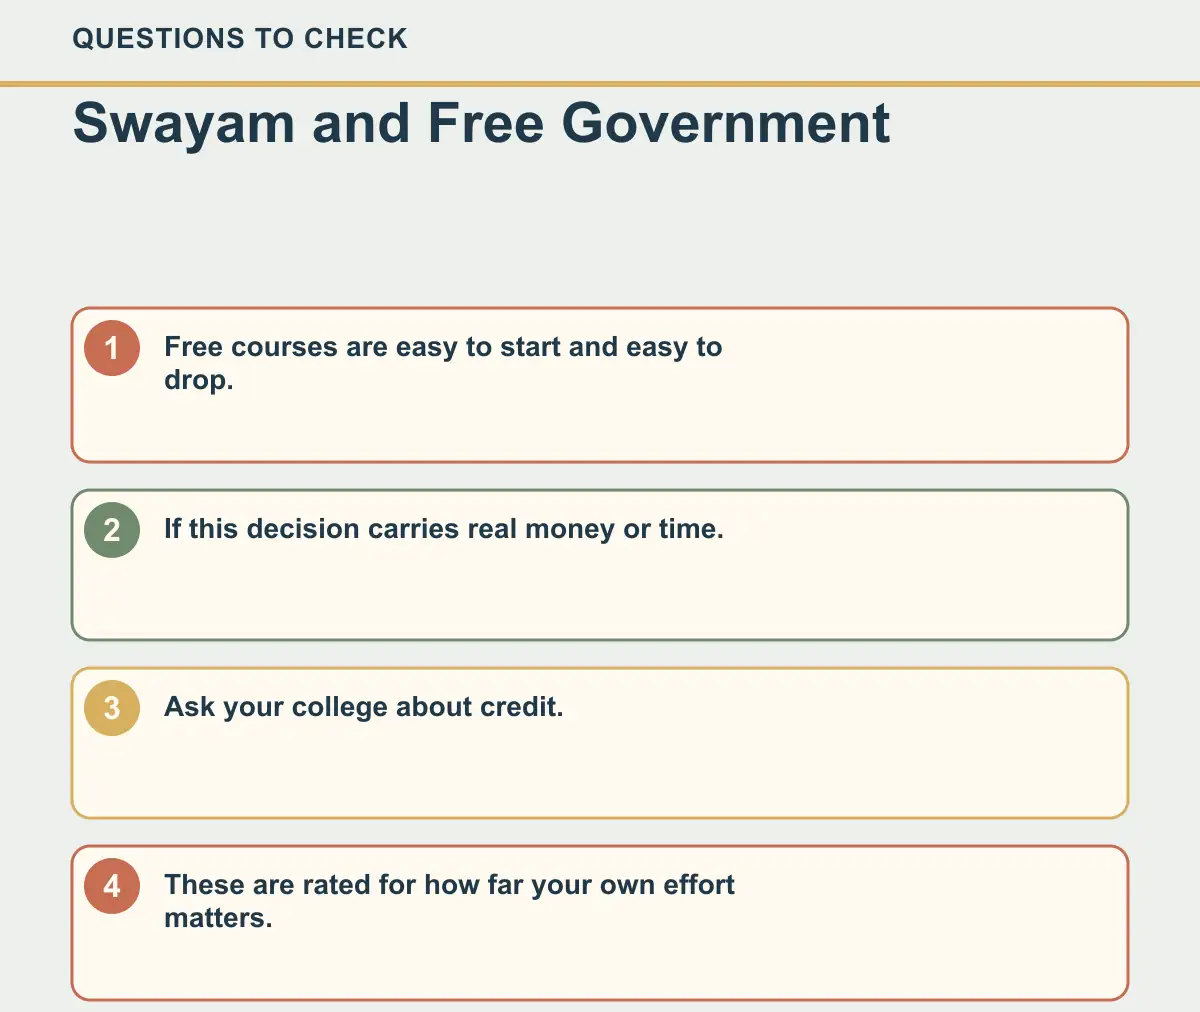 QUESTIONS TO CHECK
Swayam and Free Government
1
Free courses are easy to start and easy to
drop.
2
If this decision carries real money or time.
3
Ask your college about credit.
4
These are rated for how far your own effort
matters.